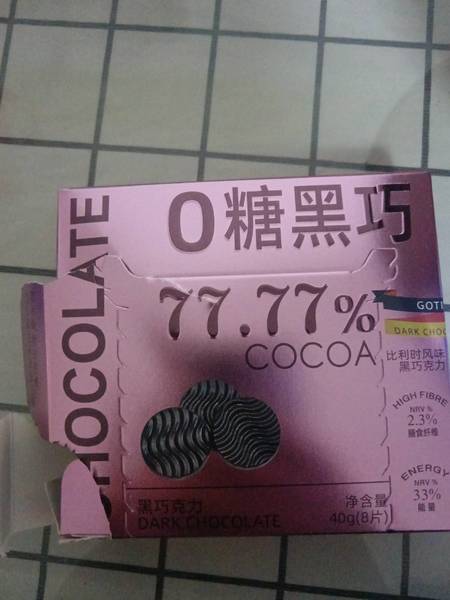 0糖黑巧
CHOCOLATE
77.77%
COCOA
GOTI
DARK CHOC
比利时风味
黑巧克力
HIGH FIBRE
NRV %
2.3%
膳食纤维
ENERGY
NRV %
33%
能量
黑巧克力
DARK CHOCOLATE
净含量
40g(8片)